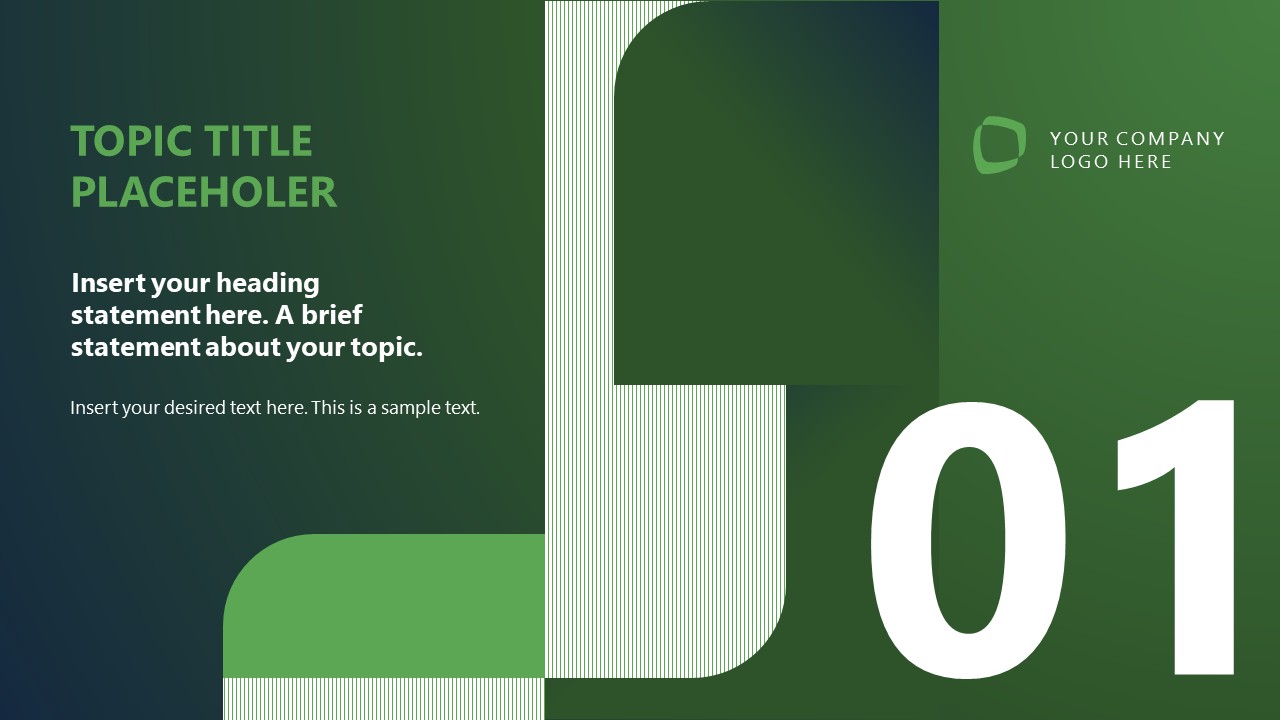 TOPIC TITLE
PLACEHOLER
Insert your heading
statement here. A brief
statement about your topic.
Insert your desired text here. This is a sample text.
YOUR COMPANY
LOGO HERE
01